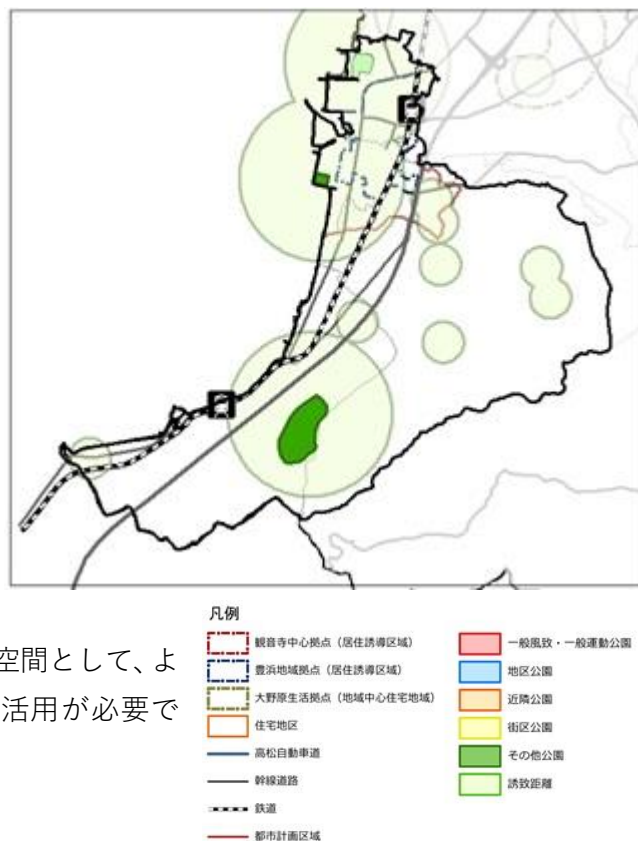 凡例
空間として、よ
活用が必要で
観音寺中心拠点（居住誘導区域）
豊浜地域拠点（居住誘導区域）
大野原生活拠点（地域中心住宅地域）
住宅地区
高松自動車道
幹線道路
鉄道
都市計画区域
一般風致・一般運動公園
地区公園
近隣公園
街区公園
その他公園
誘致距離